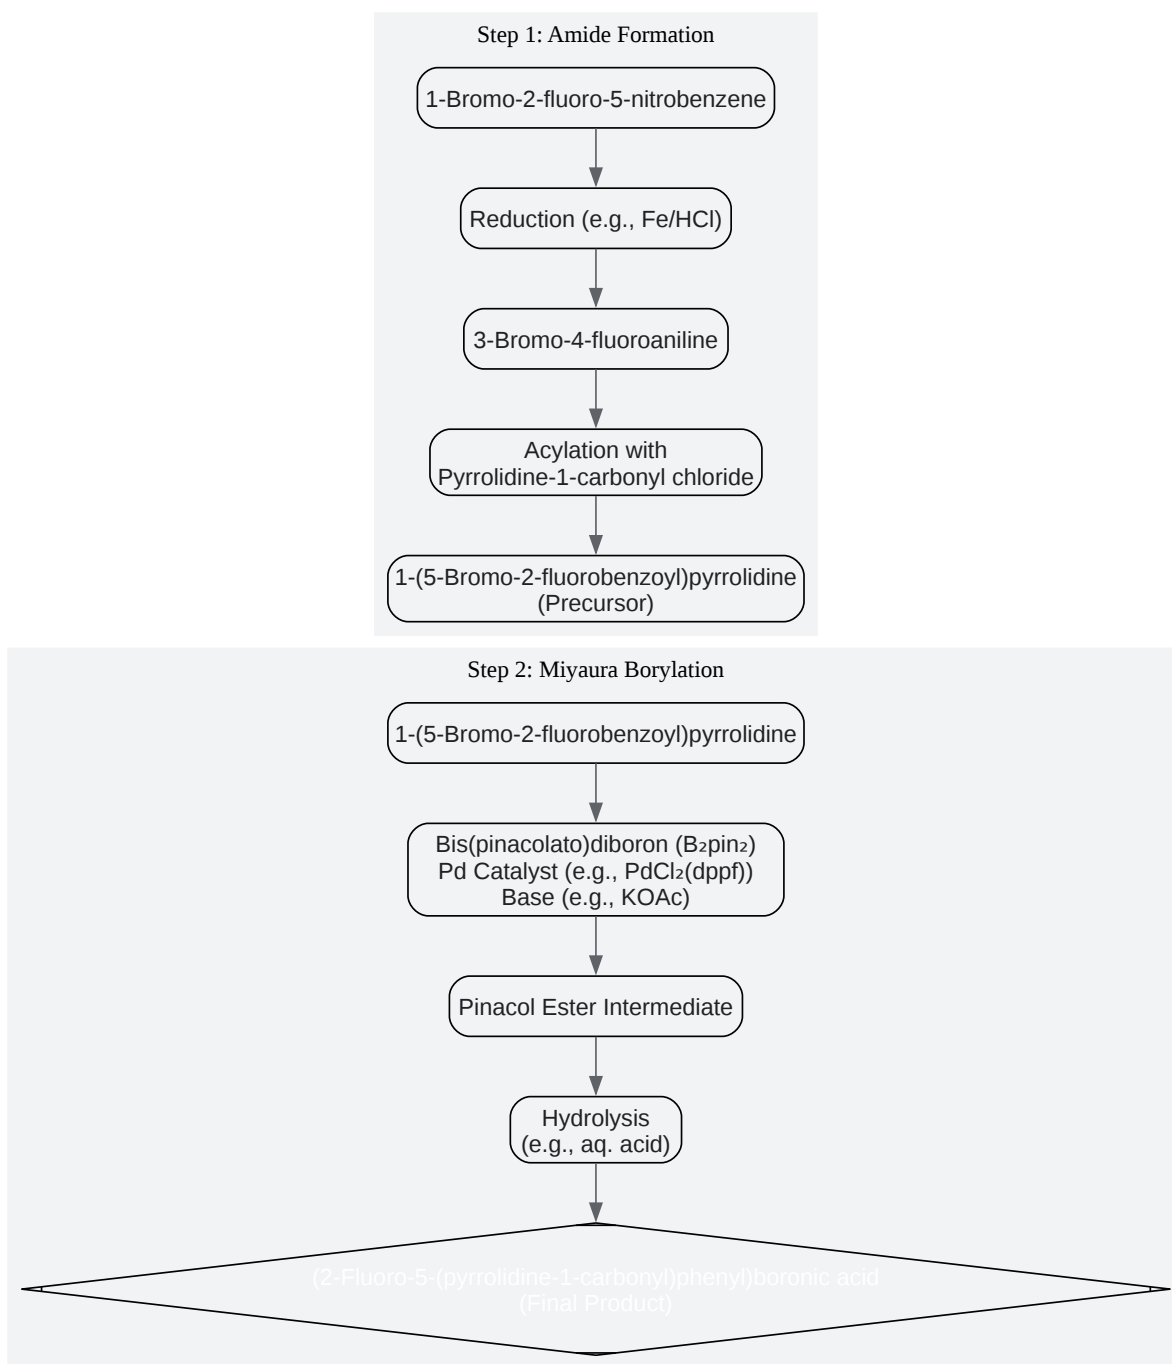 Step 1: Amide Formation
1-Bromo-2-fluoro-5-nitrobenzene
Reduction (e.g., Fe/HCl)
3-Bromo-4-fluoroaniline
Acylation with
Pyrrolidine-1-carbonyl chloride
1-(5-Bromo-2-fluorobenzoyl)pyrrolidine
(Precursor)
Step 2: Miyaura Borylation
1-(5-Bromo-2-fluorobenzoyl)pyrrolidine
Bis(pinacolato)diboron (B₂pin₂)
Pd Catalyst (e.g., PdCl₂(dppf))
Base (e.g., KOAc)
Pinacol Ester Intermediate
Hydrolysis
(e.g., aq. acid)
(2-Fluoro-5-(pyrrolidine-1-carbonyl)phenyl)boronic acid
(Final Product)